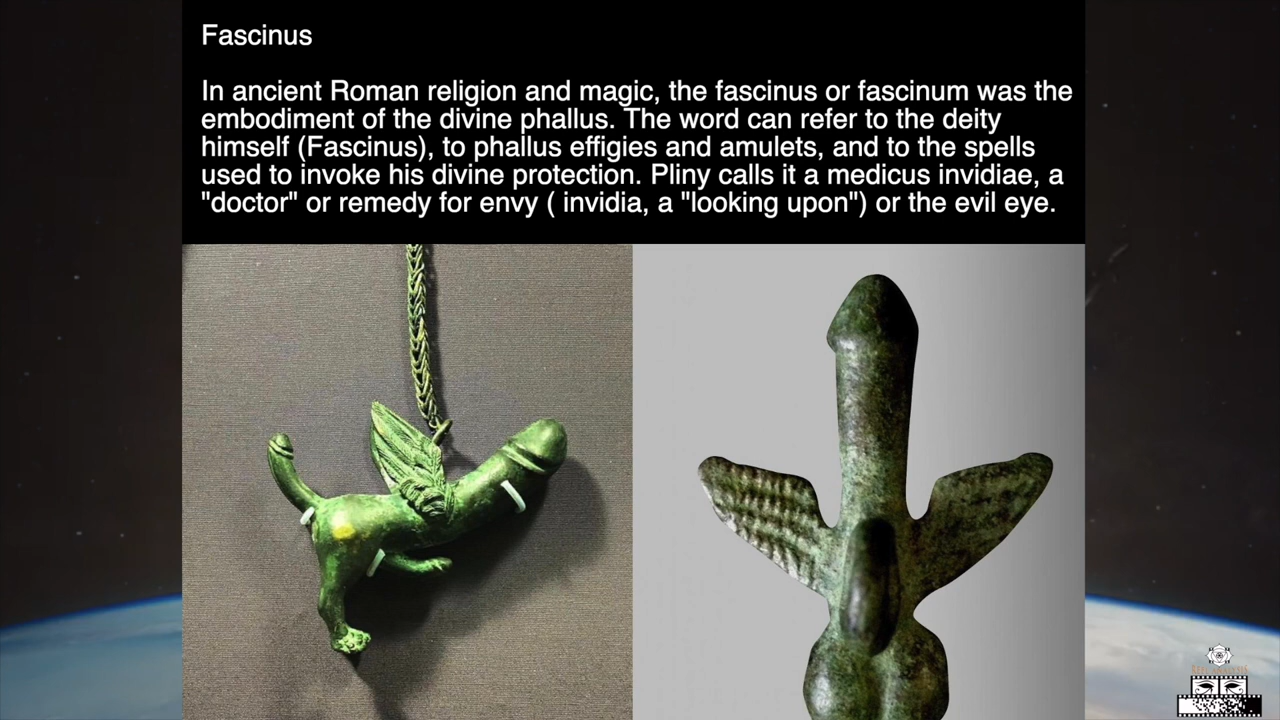 Fascinus
In ancient Roman religion and magic, the fascinus or fascinum was the
embodiment of the divine phallus. The word can refer to the deity
himself (Fascinus), to phallus effigies and amulets, and to the spells
used to invoke his divine protection. Pliny calls it a medicus invidiae, a
"doctor" or remedy for envy ( invidia, a "looking upon") or the evil eye.